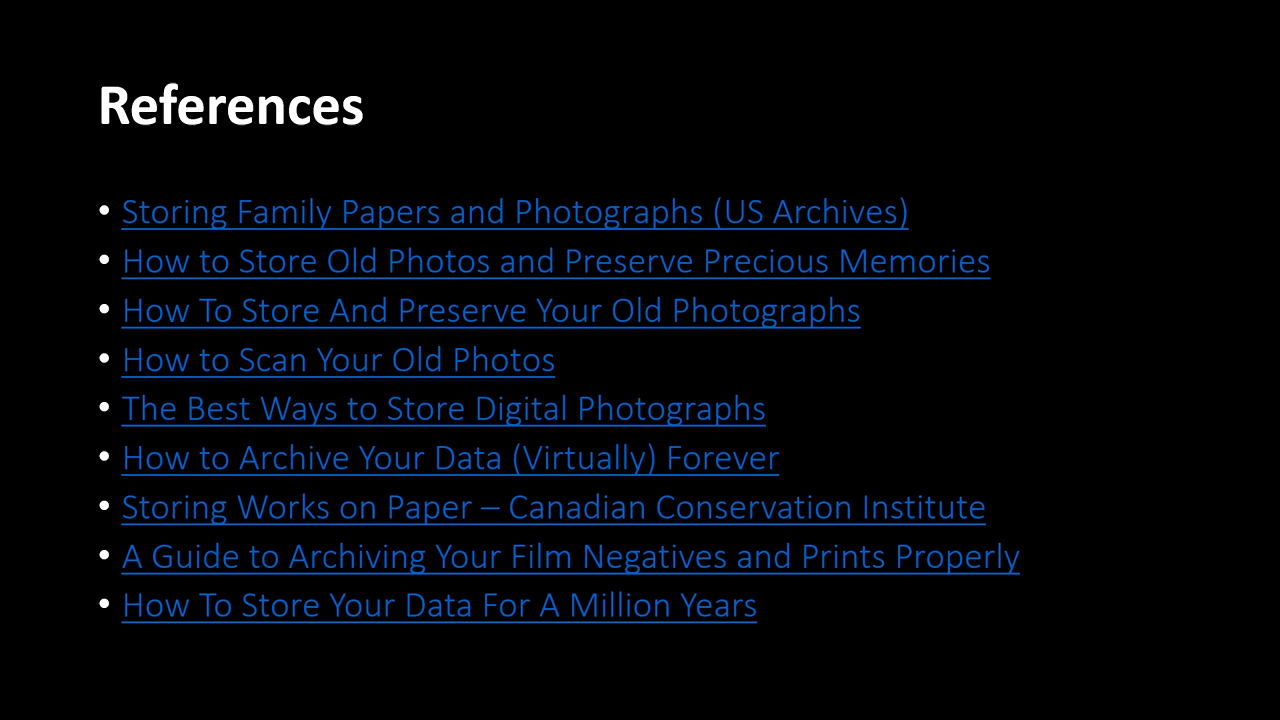 References
• Storing Family Papers and Photographs (US Archives)
• How to Store Old Photos and Preserve Precious Memories
• How To Store And Preserve Your Old Photographs
• How to Scan Your Old Photos
• The Best Ways to Store Digital Photographs
• How to Archive Your Data (Virtually) Forever
• Storing Works on Paper – Canadian Conservation Institute
• A Guide to Archiving Your Film Negatives and Prints Properly
• How To Store Your Data For A Million Years